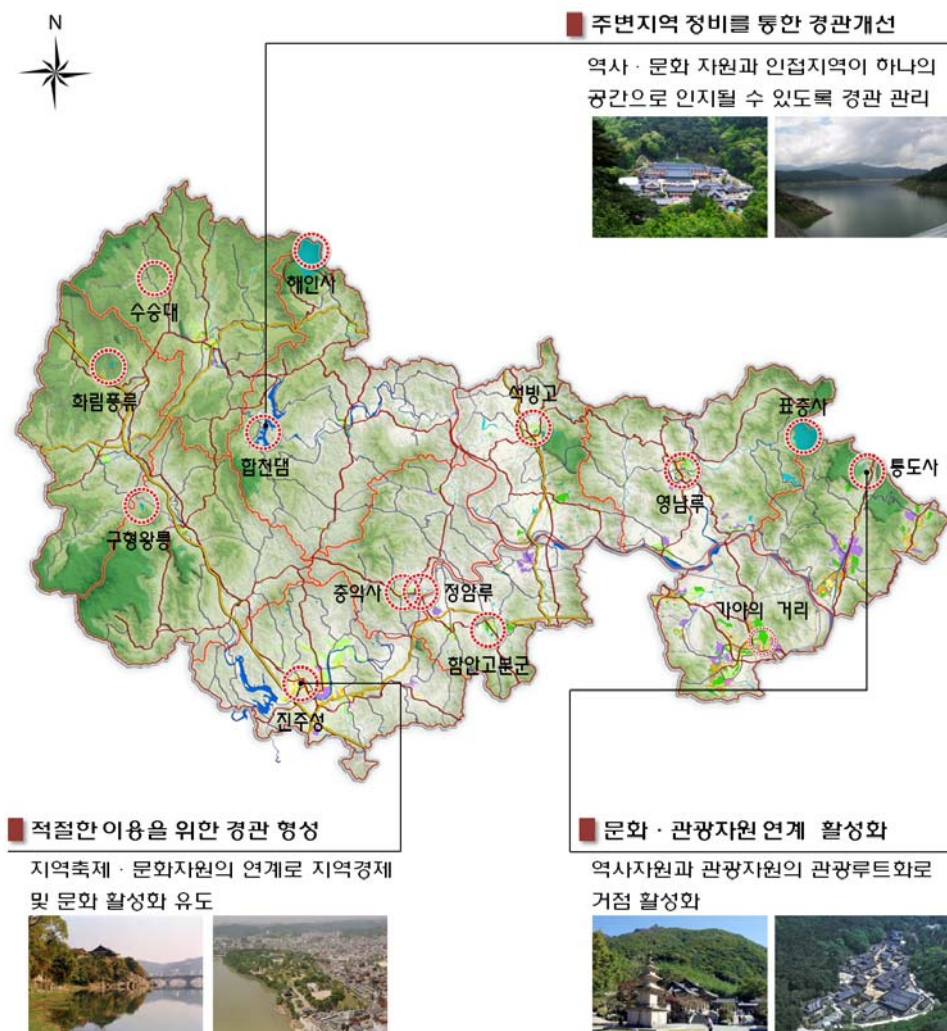 N
주변지역 정비를 통한 경관개선
역사 · 문화 자원과 인접지역이 하나의
공간으로 인지될 수 있도록 경관 관리
해인사
수승대
화림풍류
석빙고
표충사
합천댐
통도사
영남루
구형왕릉
충익사
정암루
가야의 거리
함안고분군
진주성
적절한 이용을 위한 경관 형성
지역축제 · 문화자원의 연계로 지역경제
및 문화 활성화 유도
문화 · 관광자원 연계 활성화
역사자원과 관광자원의 관광루트화로
거점 활성화